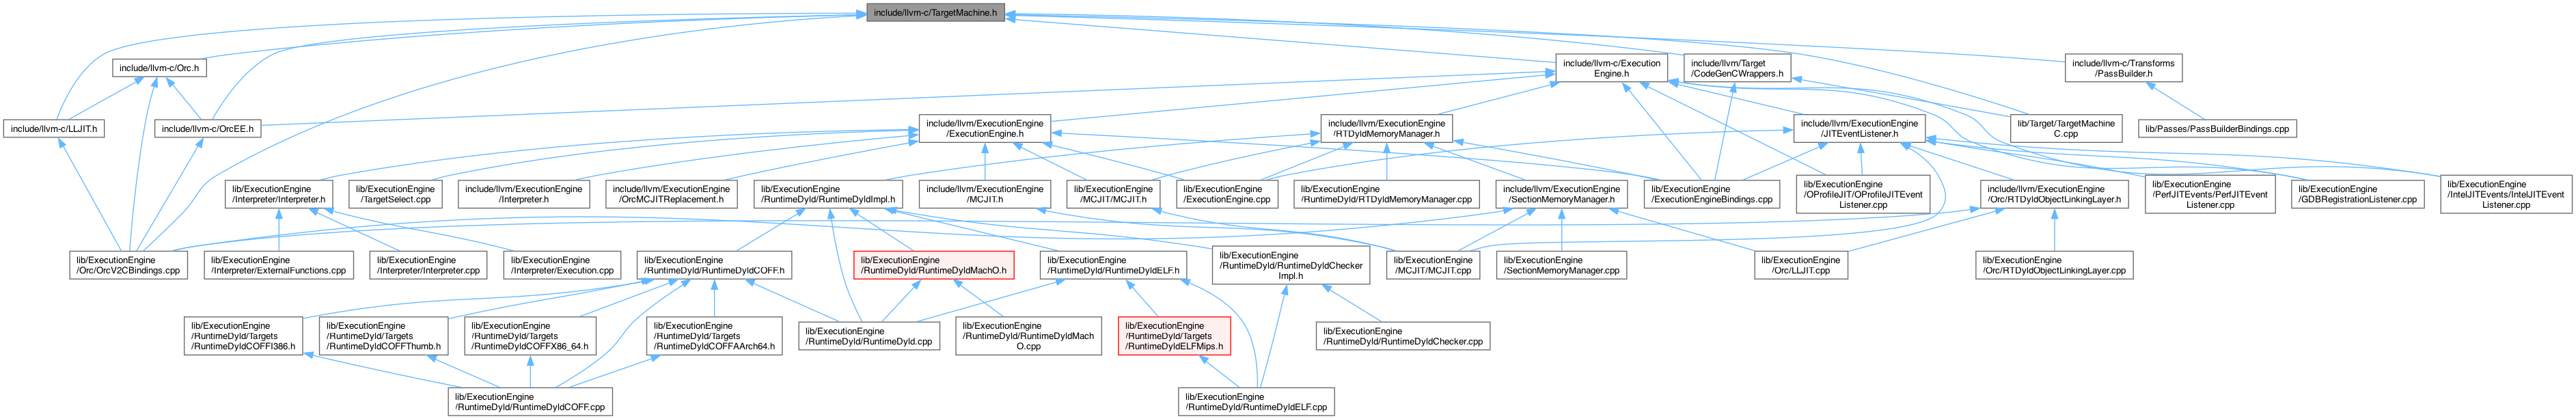 include/llvm-c/TargetMachine.h
include/llvm-c/Orc.h
include/llvm-c/Execution
Engine.h
include/llvm/Target
/CodeGenCWrappers.h
include/llvm-c/Transforms
/PassBuilder.h
include/llvm-c/LLJIT.h
include/llvm-c/OrcEE.h
include/llvm/ExecutionEngine
/ExecutionEngine.h
include/llvm/ExecutionEngine
/RTDyldMemoryManager.h
include/llvm/ExecutionEngine
/JITEventListener.h
lib/Target/TargetMachine
C.cpp
lib/Passes/PassBuilderBindings.cpp
lib/ExecutionEngine
/Interpreter/Interpreter.h
lib/ExecutionEngine
/TargetSelect.cpp
include/llvm/ExecutionEngine
/Interpreter.h
include/llvm/ExecutionEngine
/OrcMCJITReplacement.h
lib/ExecutionEngine
/RuntimeDyld/RuntimeDyldImpl.h
include/llvm/ExecutionEngine
/MCJIT.h
lib/ExecutionEngine
/MCJIT/MCJIT.h
lib/ExecutionEngine
/ExecutionEngine.cpp
lib/ExecutionEngine
/RuntimeDyld/RTDyldMemoryManager.cpp
include/llvm/ExecutionEngine
/SectionMemoryManager.h
lib/ExecutionEngine
/ExecutionEngineBindings.cpp
lib/ExecutionEngine
/OProfileJIT/OProfileJITEvent
Listener.cpp
include/llvm/ExecutionEngine
/Orc/RTDyldObjectLinkingLayer.h
lib/ExecutionEngine
/PerfJITEvents/PerfJITEvent
Listener.cpp
lib/ExecutionEngine
/GDBRegistrationListener.cpp
lib/ExecutionEngine
/IntelJITEvents/IntelJITEvent
Listener.cpp
lib/ExecutionEngine
/Orc/OrcV2CBindings.cpp
lib/ExecutionEngine
/Interpreter/ExternalFunctions.cpp
lib/ExecutionEngine
/Interpreter/Interpreter.cpp
lib/ExecutionEngine
/Interpreter/Execution.cpp
lib/ExecutionEngine
/RuntimeDyld/RuntimeDyldCOFF.h
lib/ExecutionEngine
/RuntimeDyld/RuntimeDyldMachO.h
lib/ExecutionEngine
/RuntimeDyld/RuntimeDyldELF.h
lib/ExecutionEngine
/RuntimeDyld/RuntimeDyldChecker
Impl.h
lib/ExecutionEngine
/MCJIT/MCJIT.cpp
lib/ExecutionEngine
/SectionMemoryManager.cpp
lib/ExecutionEngine
/Orc/LLJIT.cpp
lib/ExecutionEngine
/Orc/RTDyldObjectLinkingLayer.cpp
lib/ExecutionEngine
/RuntimeDyld/Targets
/RuntimeDyldCOFFI386.h
lib/ExecutionEngine
/RuntimeDyld/Targets
/RuntimeDyldCOFFThumb.h
lib/ExecutionEngine
/RuntimeDyld/Targets
/RuntimeDyldCOFFX86_64.h
lib/ExecutionEngine
/RuntimeDyld/Targets
/RuntimeDyldCOFFAArch64.h
lib/ExecutionEngine
/RuntimeDyld/RuntimeDyld.cpp
lib/ExecutionEngine
/RuntimeDyld/RuntimeDyldMach
O.cpp
lib/ExecutionEngine
/RuntimeDyld/Targets
/RuntimeDyldELFMips.h
lib/ExecutionEngine
/RuntimeDyld/RuntimeDyldChecker.cpp
lib/ExecutionEngine
/RuntimeDyld/RuntimeDyldCOFF.cpp
lib/ExecutionEngine
/RuntimeDyld/RuntimeDyldELF.cpp